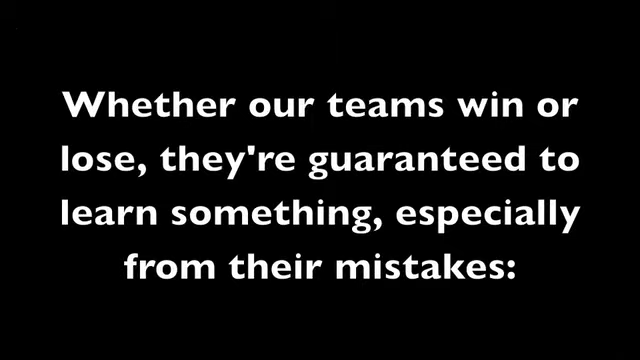 Whether our teams win or
lose, they're guaranteed to
learn something, especially
from their mistakes: